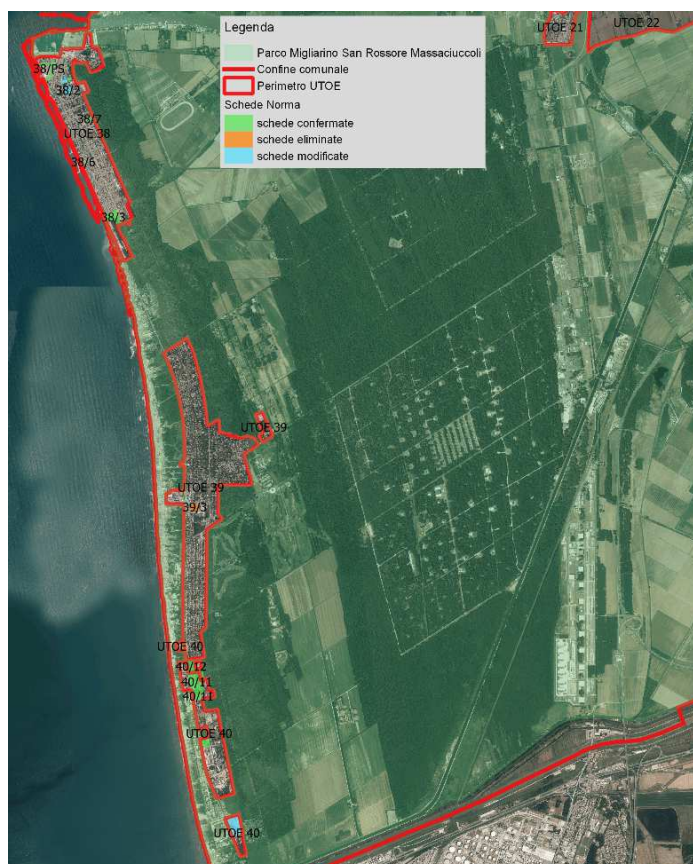 Legenda
Parco Migliarino San Rossore Massaciuccoli
Confine comunale
Perimetro UTOE
Schede Norma
schede confermate
schede eliminate
schede modificate
UTOE 21
UTOE 22
38/PS
38/2
38/7
UTOE 38
38/6
38/3
UTOE 39
UTOE 39
39/3
UTOE 40
40/12
40/11
40/11
UTOE 40
UTOE 40